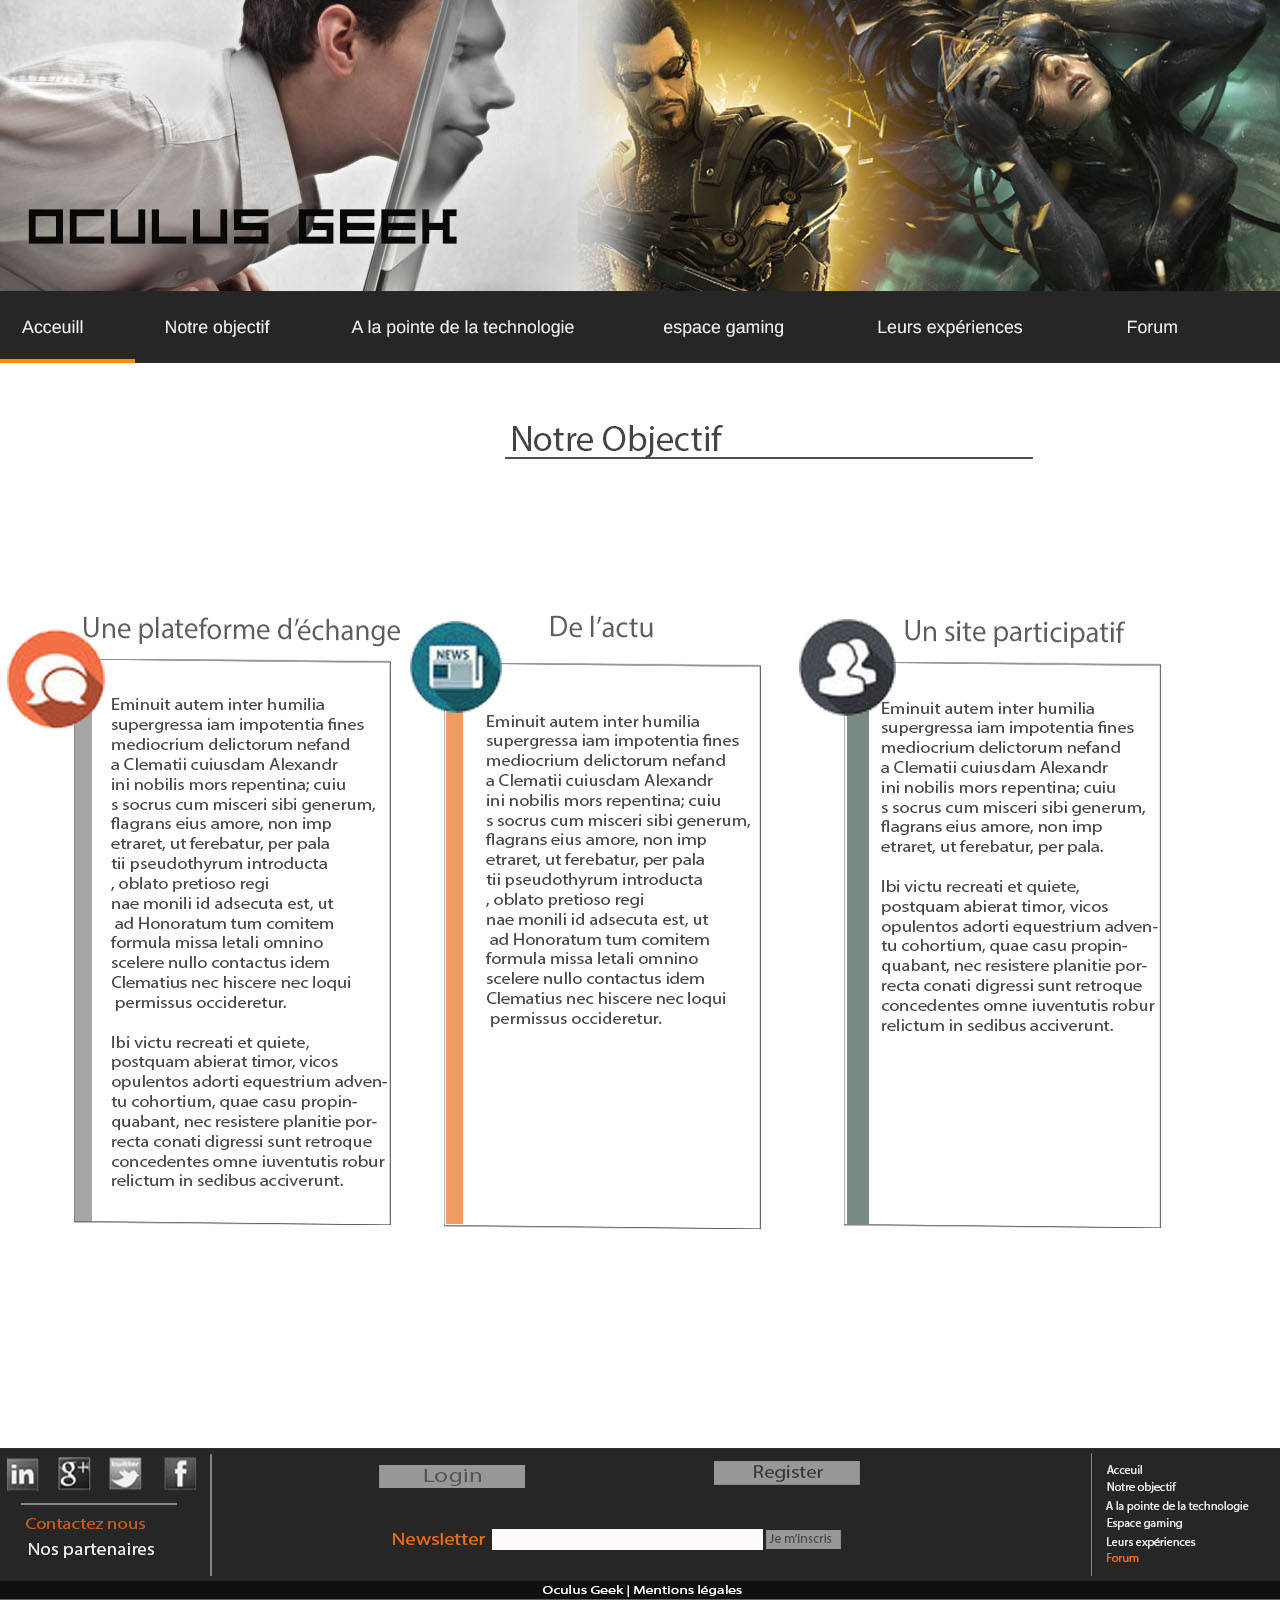 OCULUS GEEK
Acceuill
Notre objectif
A la pointe de la technologie
espace gaming
Leurs expériences
Forum
Notre Objectif
Une plateforme d'échange
Eminuit autem inter humilia
supergressa iam impotentia fines
mediocrium delictorum nefand
a Clematii cuiusdam Alexandr
ini nobilis mors repentina; cuiu
s socrus cum misceri sibi generum,
flagrans eius amore, non imp
etraret, ut ferebatur, per pala
tii pseudothyrum introducta
, oblato pretioso regi
nae monili id adsecuta est, ut
ad Honoratum tum comitem
formula missa letali omnino
scelere nullo contactus idem
Clematius nec hiscere nec loqui
permissus occideretur.
Ibi victu recreati et quiete,
postquam abierat timor, vicos
opulentos adorti equestrium adven-
tu cohortium, quae casu propin-
quabant, nec resistere planitie por-
recta conati digressi sunt retroque
concedentes omne iuventutis robur
relictum in sedibus acciverunt.
De l'actu
NEWS
Eminuit autem inter humilia
supergressa iam impotentia fines
mediocrium delictorum nefand
a Clematii cuiusdam Alexandr
ini nobilis mors repentina; cuiu
s socrus cum misceri sibi generum,
flagrans eius amore, non imp
etraret, ut ferebatur, per pala
tii pseudothyrum introducta
, oblato pretioso regi
nae monili id adsecuta est, ut
ad Honoratum tum comitem
formula missa letali omnino
scelere nullo contactus idem
Clematius nec hiscere nec loqui
permissus occideretur.
Un site participatif
Eminuit autem inter humilia
supergressa iam impotentia fines
mediocrium delictorum nefand
a Clematii cuiusdam Alexandr
ini nobilis mors repentina; cuiu
s socrus cum misceri sibi generum,
flagrans eius amore, non imp
etraret, ut ferebatur, per pala.
Ibi victu recreati et quiete,
postquam abierat timor, vicos
opulentos adorti equestrium adven-
tu cohortium, quae casu propin-
quabant, nec resistere planitie por-
recta conati digressi sunt retroque
concedentes omne iuventutis robur
relictum in sedibus acciverunt.
in
g+
twitter
f
Contactez nous
Nos partenaires
Login
Register
Newsletter
Je m'inscris
Acceuil
Notre objectif
A la pointe de la technologie
Espace gaming
Leurs expériences
Forum
Oculus Geek | Mentions légales